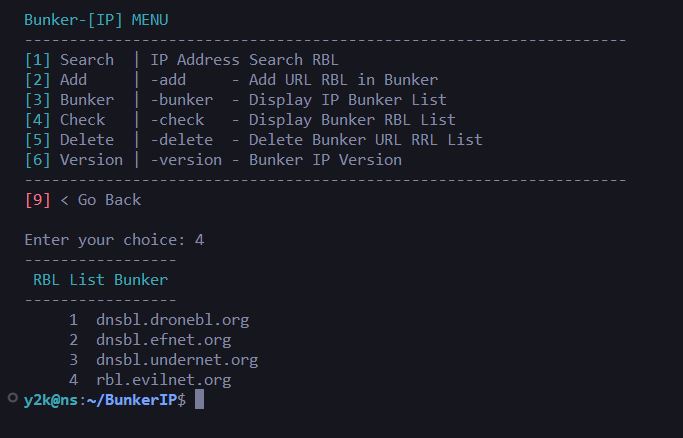 Bunker-[IP] MENU
-------------------------------------------------------------------
[1] Search  | IP Address Search RBL
[2] Add     | -add     - Add URL RBL in Bunker
[3] Bunker  | -bunker  - Display IP Bunker List
[4] Check   | -check   - Display Bunker RBL List
[5] Delete  | -delete  - Delete Bunker URL RRL List
[6] Version | -version - Bunker IP Version
-------------------------------------------------------------------
[9] < Go Back
Enter your choice: 4
-----------------
RBL List Bunker
-----------------
1  dnsbl.dronebl.org
2  dnsbl.efnet.org
3  dnsbl.undernet.org
4  rbl.evilnet.org
y2k@ns:~/BunkerIP$